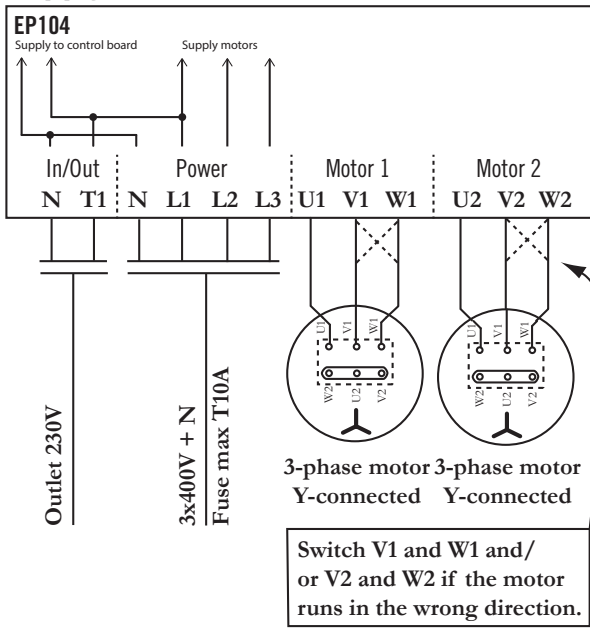 EP104
Supply to control board Supply motors
In/Out Power Motor 1 Motor 2
N T1 N L1 L2 L3 U1 V1 W1 U2 V2 W2
U1 V1 W1 U1 V1 W1
W2 U2 V2 W2 U2 V2
Outlet 230V
3x400V + N
Fuse max T10A
3-phase motor 3-phase motor
Y-connected Y-connected
Switch V1 and W1 and/
or V2 and W2 if the motor
runs in the wrong direction.